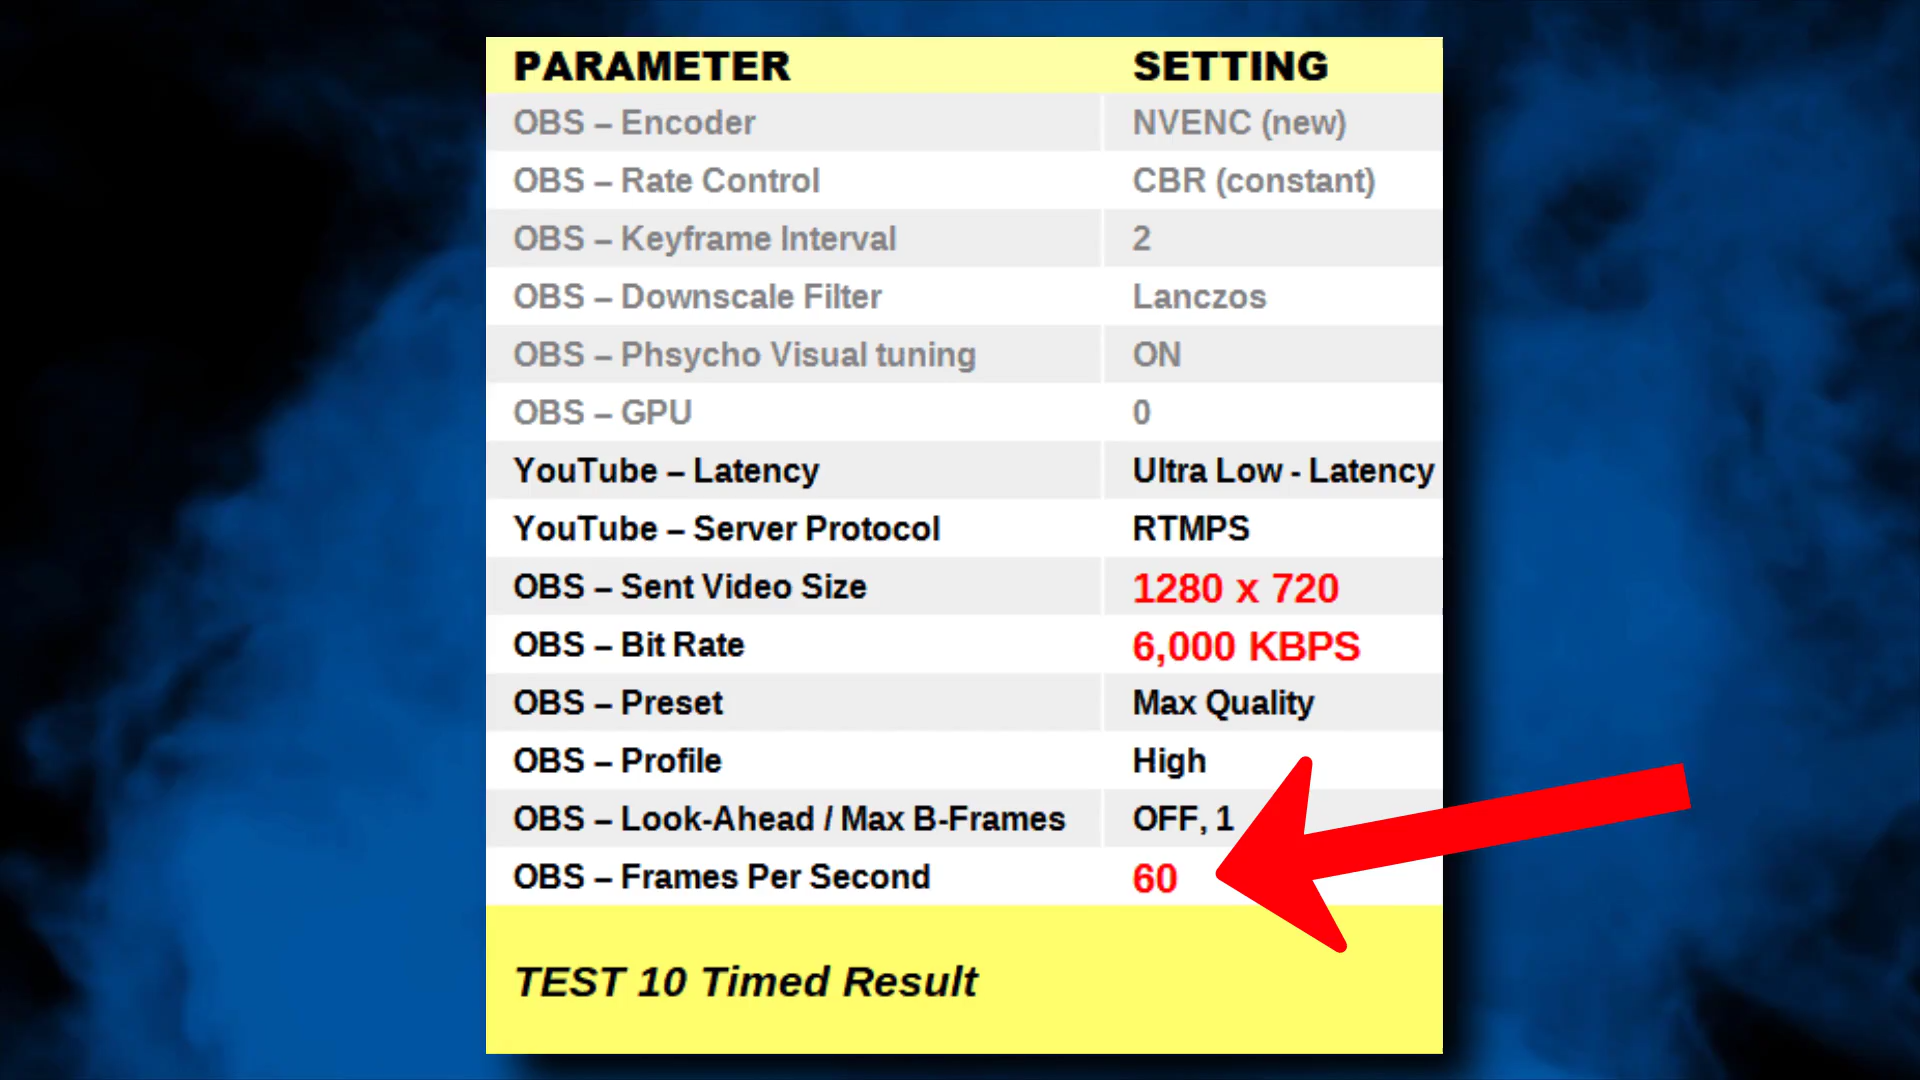 PARAMETER SETTING
OBS – Encoder NVENC (new)
OBS – Rate Control CBR (constant)
OBS – Keyframe Interval 2
OBS – Downscale Filter Lanczos
OBS – Phsycho Visual tuning ON
OBS – GPU 0
YouTube – Latency Ultra Low - Latency
YouTube – Server Protocol RTMPS
OBS – Sent Video Size 1280 x 720
OBS – Bit Rate 6,000 KBPS
OBS – Preset Max Quality
OBS – Profile High
OBS – Look-Ahead / Max B-Frames OFF, 1
OBS – Frames Per Second 60
TEST 10 Timed Result